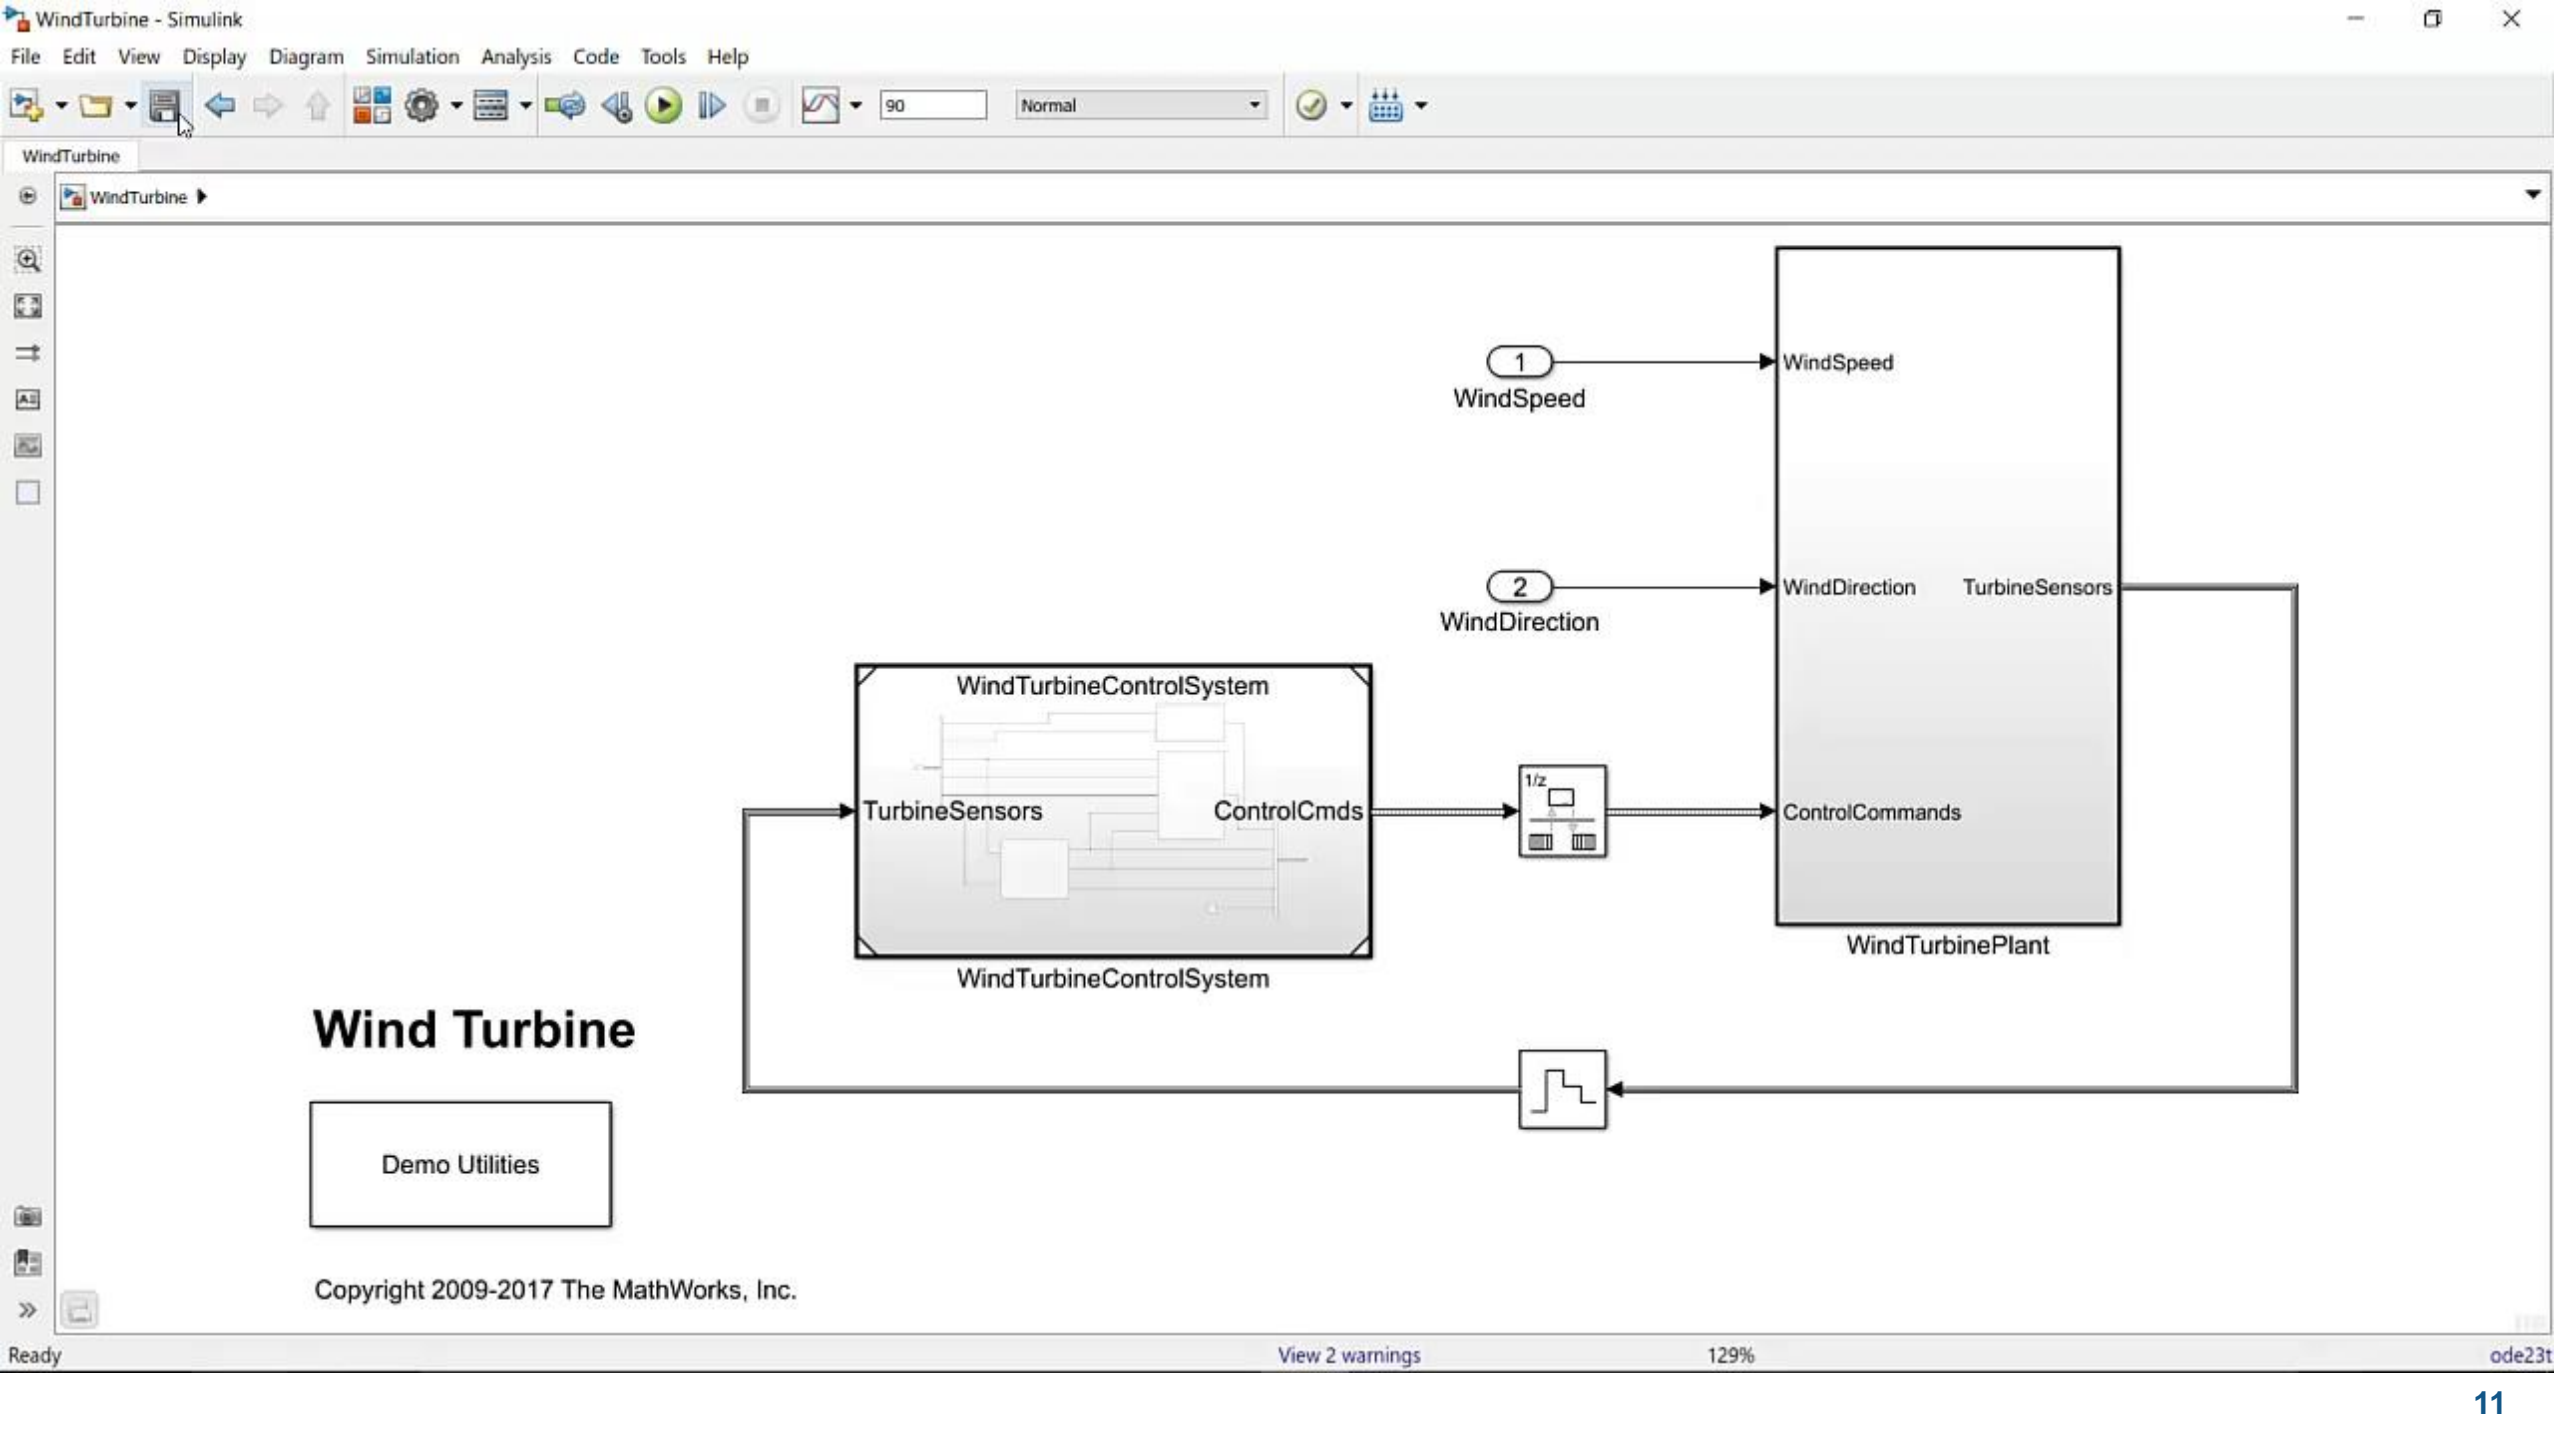 WindTurbine - Simulink
File Edit View Display Diagram Simulation Analysis Code Tools Help
90 Normal
WindTurbine
WindTurbine
1
WindSpeed
WindSpeed
2
WindDirection
WindDirection TurbineSensors
WindTurbineControlSystem
TurbineSensors ControlCmds
1/z
ControlCommands
WindTurbinePlant
WindTurbineControlSystem
Wind Turbine
Demo Utilities
Copyright 2009-2017 The MathWorks, Inc.
Ready View 2 warnings 129% ode23t
11